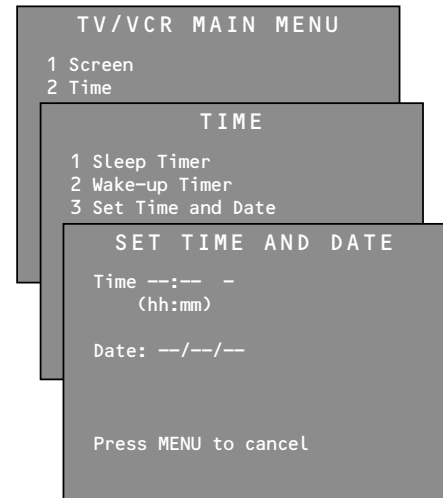 TV/VCR MAIN MENU
1 Screen
2 Time
TIME
1 Sleep Timer
2 Wake-up Timer
3 Set Time and Date
SET TIME AND DATE
Time --:-- -
(hh:mm)
Date: --/--/--
Press MENU to cancel